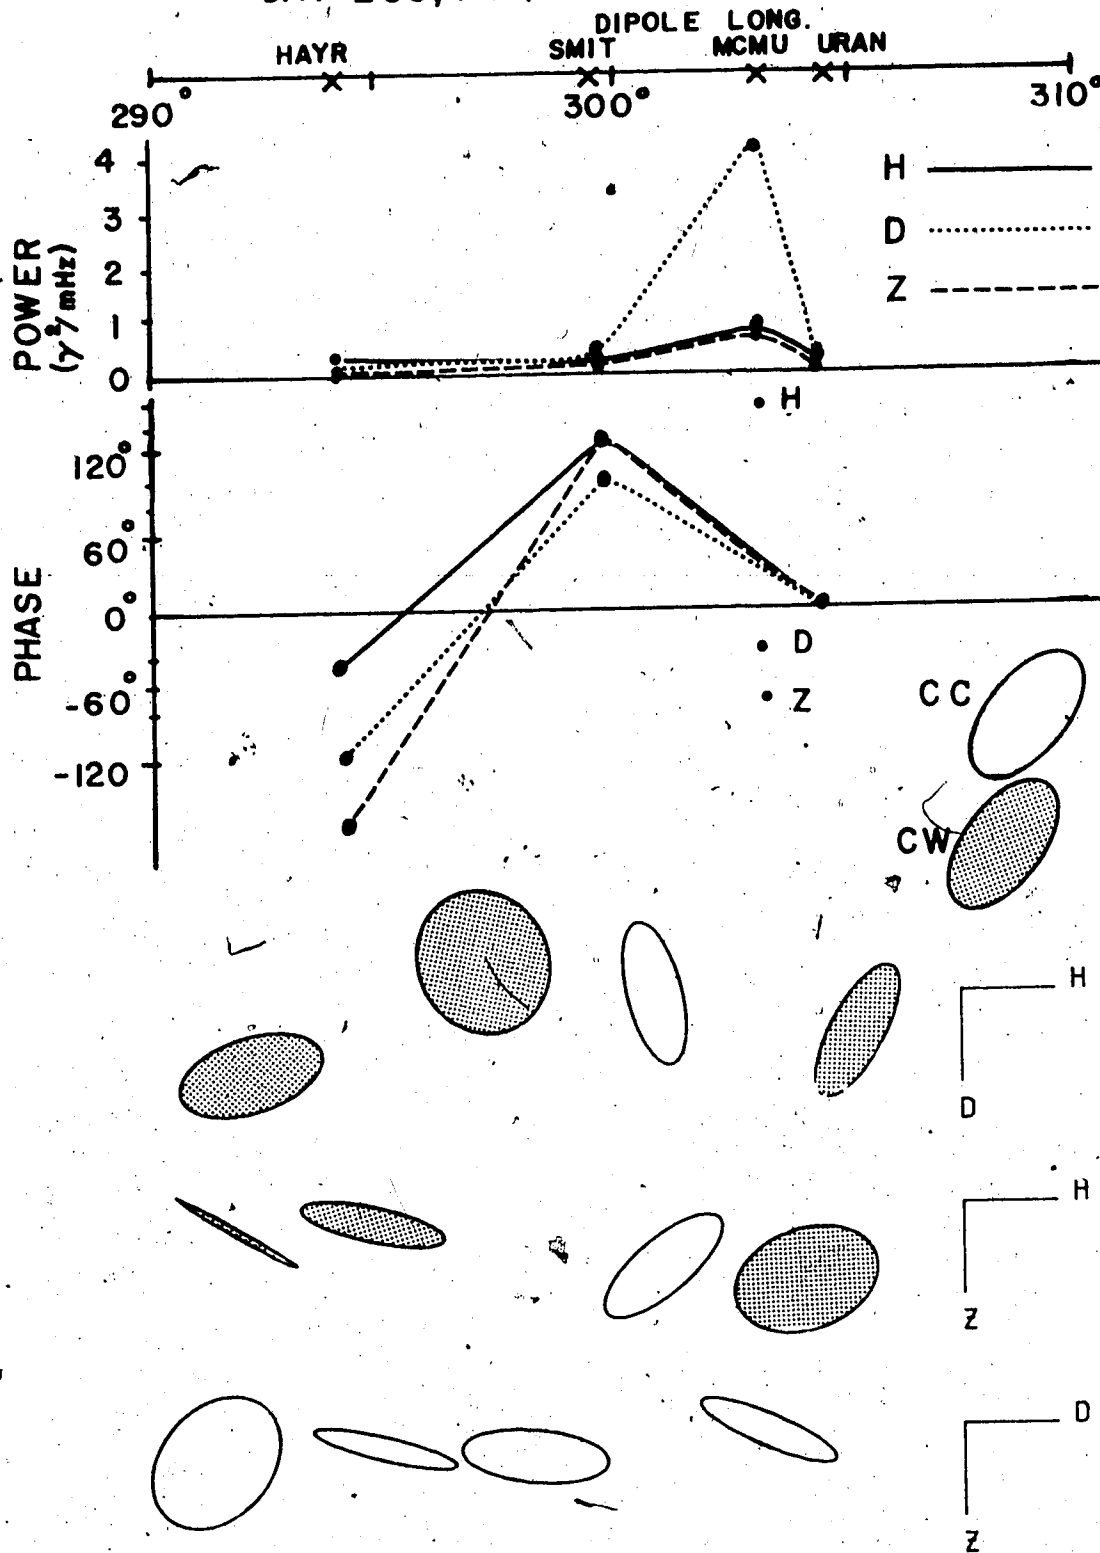 DIPOLE LONG.
HAYR SMIT MCMU URAN
290° 300° 310°
4
3
2
1
0
POWER
(γ²/mHz)
H
D
Z
H
120°
60°
0°
-60°
-120
PHASE
D
Z
CC
CW
H
D
H
Z
D
Z